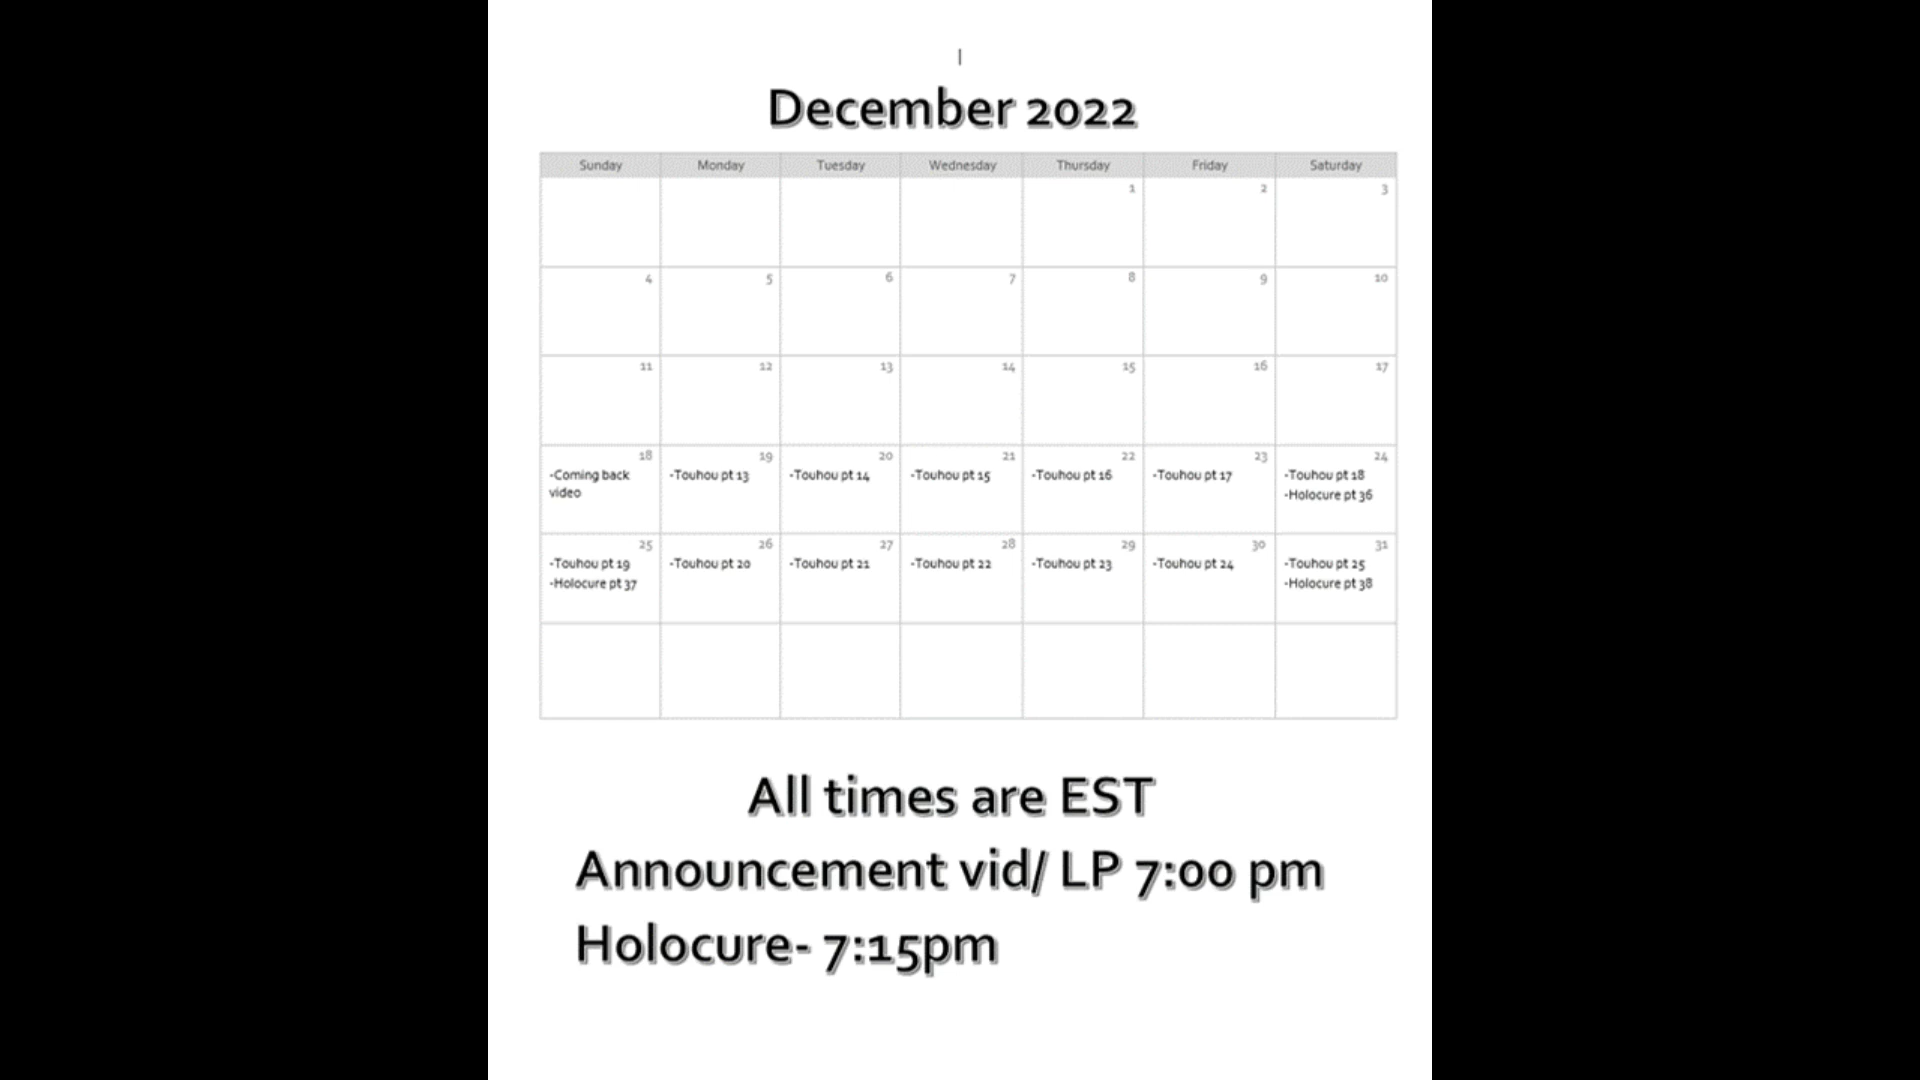 December 2022
Sunday Monday Tuesday Wednesday Thursday Friday Saturday
1 2 3
4 5 6 7 8 9 10
11 12 13 14 15 16 17
18 19 20 21 22 23 24
-Coming back -Touhou pt 13 -Touhou pt 14 -Touhou pt 15 -Touhou pt 16 -Touhou pt 17 -Touhou pt 18
video -Holocure pt 36
25 26 27 28 29 30 31
-Touhou pt 19 -Touhou pt 20 -Touhou pt 21 -Touhou pt 22 -Touhou pt 23 -Touhou pt 24 -Touhou pt 25
-Holocure pt 37 -Holocure pt 38
All times are EST
Announcement vid/ LP 7:00 pm
Holocure- 7:15pm